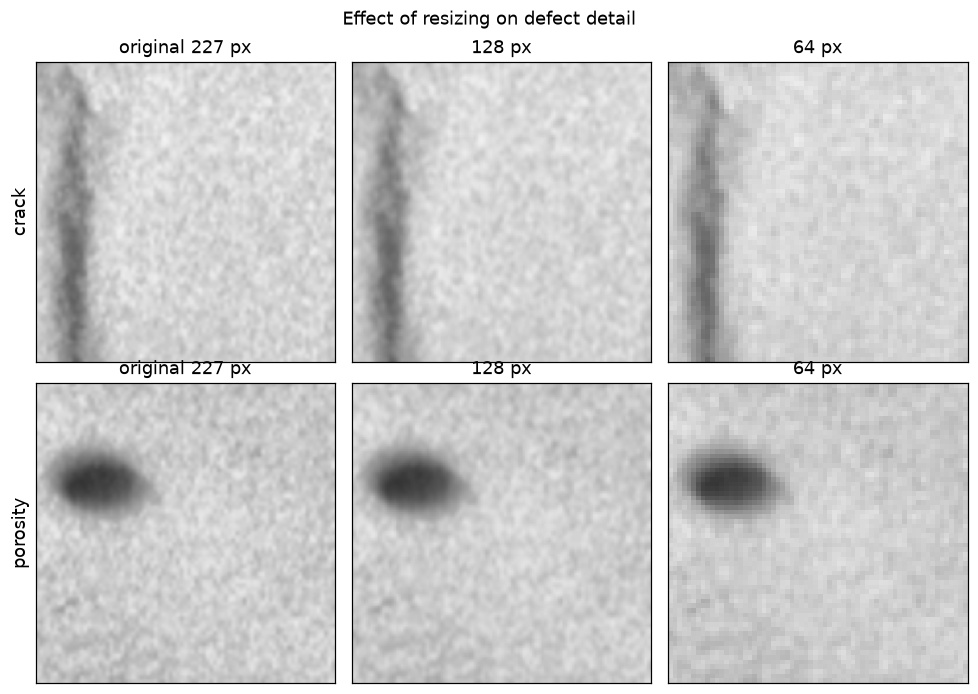 Effect of resizing on defect detail
original 227 px
128 px
64 px
crack
original 227 px
128 px
64 px
porosity